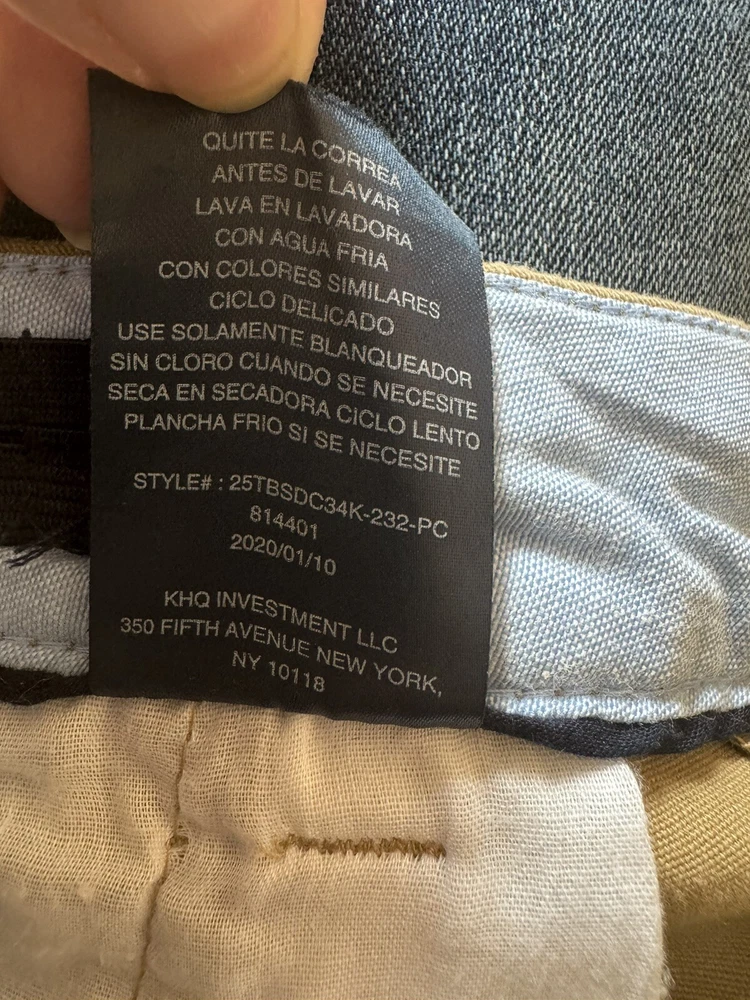 QUITE LA CORREA
ANTES DE LAVAR
LAVA EN LAVADORA
CON AGUA FRIA
CON COLORES SIMILARES
CICLO DELICADO
USE SOLAMENTE BLANQUEADOR
SIN CLORO CUANDO SE NECESITE
SECA EN SECADORA CICLO LENTO
PLANCHA FRIO SI SE NECESITE
STYLE# : 25TBSDC34K-232-PC
814401
2020/01/10
KHQ INVESTMENT LLC
350 FIFTH AVENUE NEW YORK,
NY 10118